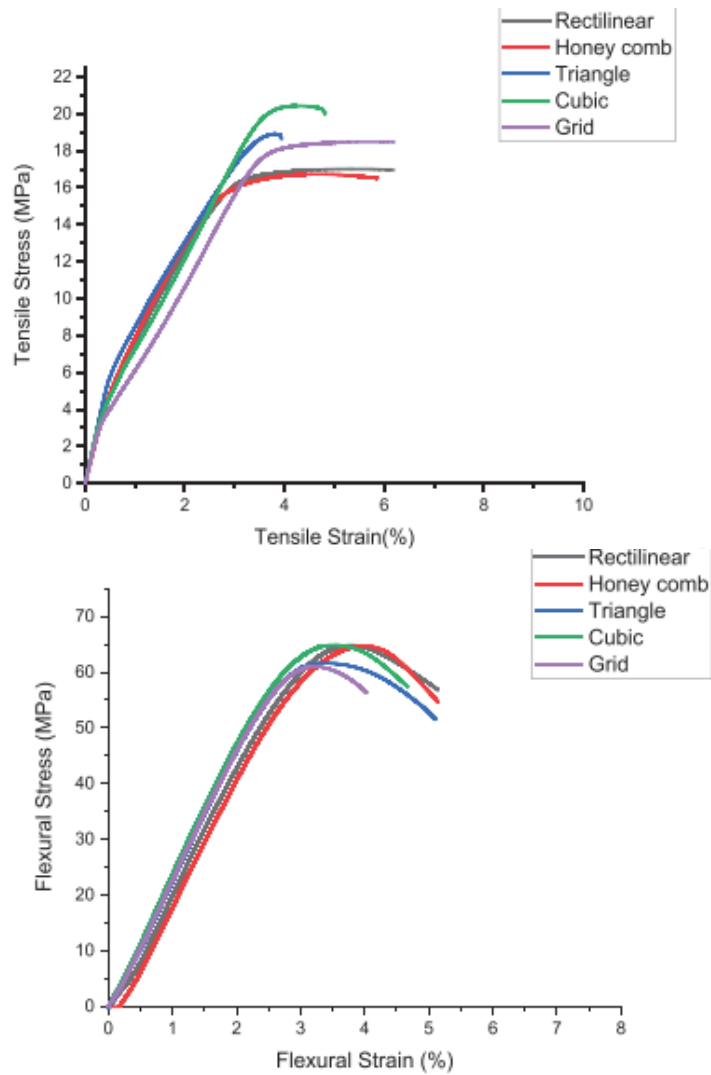 Rectilinear
Honey comb
Triangle
Cubic
Grid
22
20
18
16
14
12
10
8
6
4
2
0
Tensile Stress (MPa)
0 2 4 6 8 10
Tensile Strain(%)
Rectilinear
Honey comb
Triangle
Cubic
Grid
70
60
50
40
30
20
10
0
Flexural Stress (MPa)
0 1 2 3 4 5 6 7 8
Flexural Strain (%)